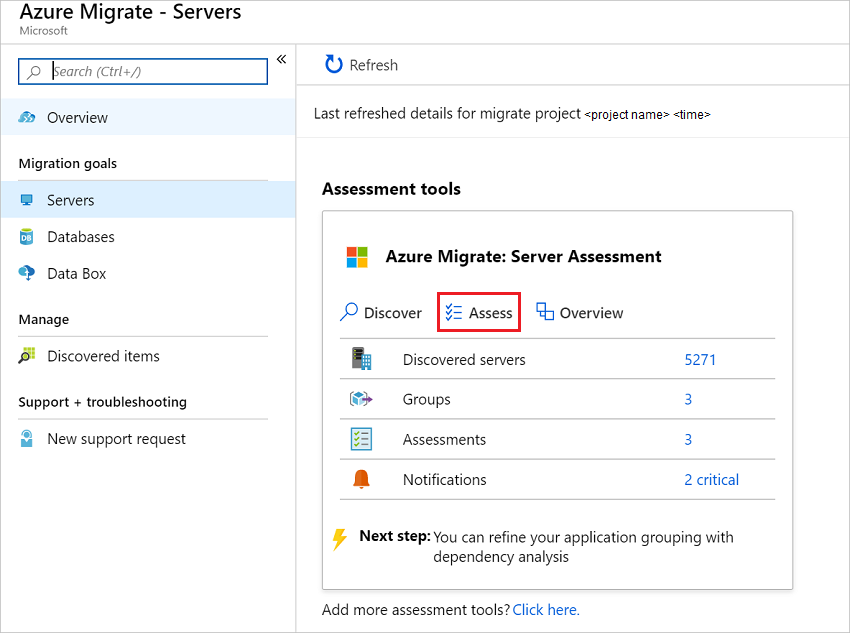 Azure Migrate - Servers
Microsoft
Search (Ctrl+/)
«
Overview
Migration goals
Servers
Databases
Data Box
Manage
Discovered items
Support + troubleshooting
New support request
Refresh
Last refreshed details for migrate project <project name> <time>
Assessment tools
Azure Migrate: Server Assessment
Discover Assess Overview
Discovered servers 5271
Groups 3
Assessments 3
Notifications 2 critical
Next step: You can refine your application grouping with
dependency analysis
Add more assessment tools? Click here.